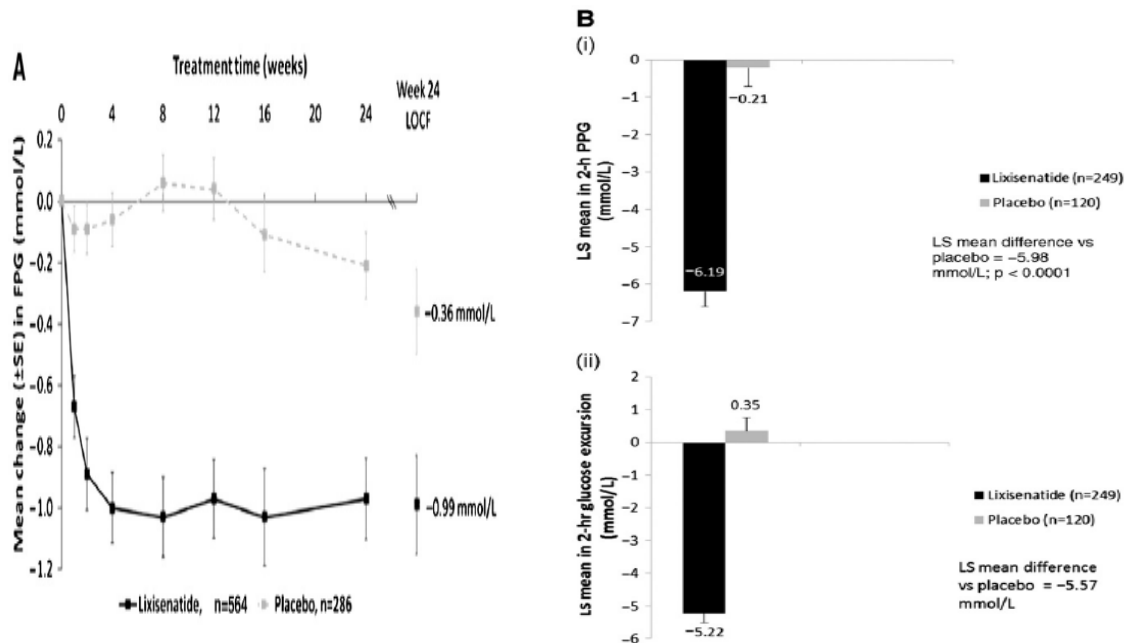 A
Treatment time (weeks)
0 4 8 12 16 20 24
Week 24
LOCF
Mean change (±SE) in FPG (mmol/L)
0.2
0.0
−0.2
−0.4
−0.6
−0.8
−1.0
−1.2
−0.36 mmol/L
−0.99 mmol/L
Lixisenatide, n=564 Placebo, n=286
B
(i)
LS mean in 2-h PPG
(mmol/L)
0
−1
−2
−3
−4
−5
−6
−7
−0.21
−6.19
Lixisenatide (n=249)
Placebo (n=120)
LS mean difference vs
placebo = −5.98
mmol/L; p < 0.0001
(ii)
LS mean in 2-hr glucose excursion
(mmol/L)
2
1
0
−1
−2
−3
−4
−5
−6
0.35
−5.22
Lixisenatide (n=249)
Placebo (n=120)
LS mean difference
vs placebo = −5.57
mmol/L